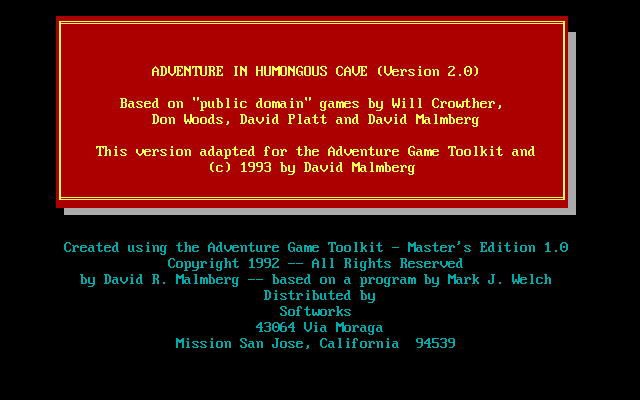 ADVENTURE IN HUMONGOUS CAVE (Version 2.0)
Based on "public domain" games by Will Crowther,
Don Woods, David Platt and David Malmberg
This version adapted for the Adventure Game Toolkit and
(c) 1993 by David Malmberg
Created using the Adventure Game Toolkit - Master's Edition 1.0
Copyright 1992 -- All Rights Reserved
by David R. Malmberg -- based on a program by Mark J. Welch
Distributed by
Softworks
43064 Via Moraga
Mission San Jose, California  94539